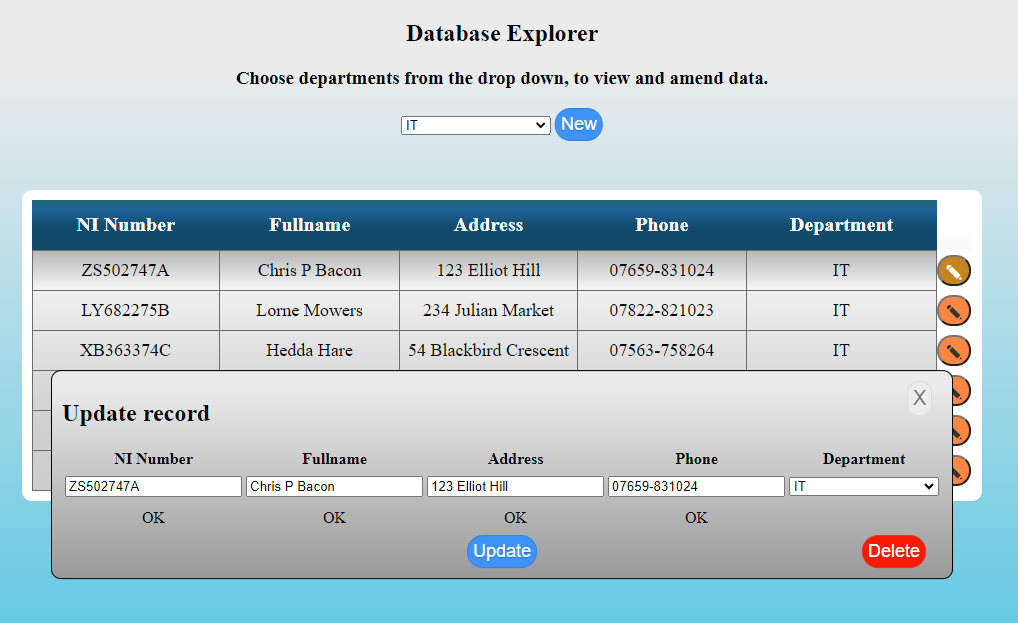 Database Explorer
Choose departments from the drop down, to view and amend data.
IT New
NI Number Fullname Address Phone Department
ZS502747A Chris P Bacon 123 Elliot Hill 07659-831024 IT
LY682275B Lorne Mowers 234 Julian Market 07822-821023 IT
XB363374C Hedda Hare 54 Blackbird Crescent 07563-758264 IT
X
Update record
NI Number Fullname Address Phone Department
ZS502747A Chris P Bacon 123 Elliot Hill 07659-831024 IT
OK OK OK OK
Update Delete